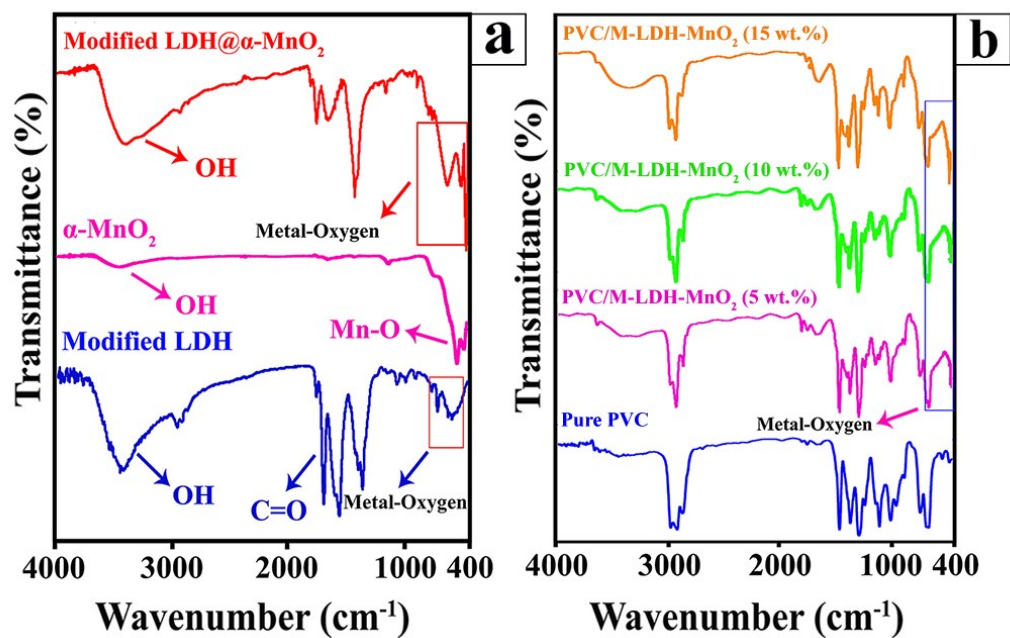 a
Modified LDH@α-MnO₂
OH
Metal-Oxygen
α-MnO₂
OH
Mn-O
Modified LDH
OH
C=O
Metal-Oxygen
Transmittance (%)
4000 3000 2000 1000 400
Wavenumber (cm⁻¹)
b
PVC/M-LDH-MnO₂ (15 wt.%)
PVC/M-LDH-MnO₂ (10 wt.%)
PVC/M-LDH-MnO₂ (5 wt.%)
Metal-Oxygen
Pure PVC
Transmittance (%)
4000 3000 2000 1000 400
Wavenumber (cm⁻¹)